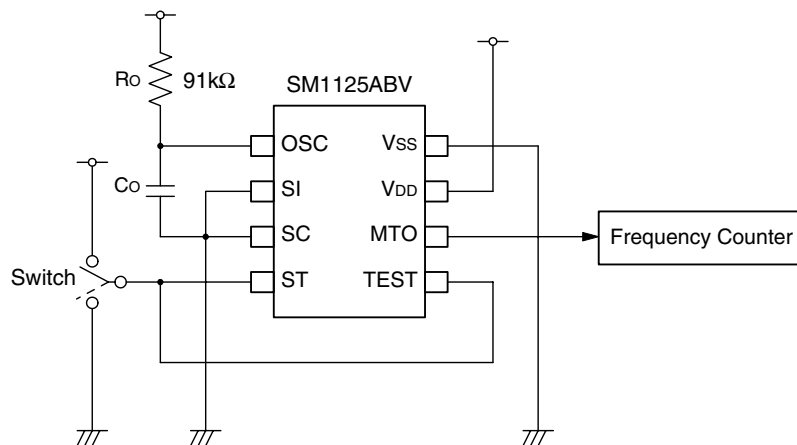 RO 91kΩ
SM1125ABV
OSC VSS
CO
SI VDD
SC MTO
Frequency Counter
Switch
ST TEST